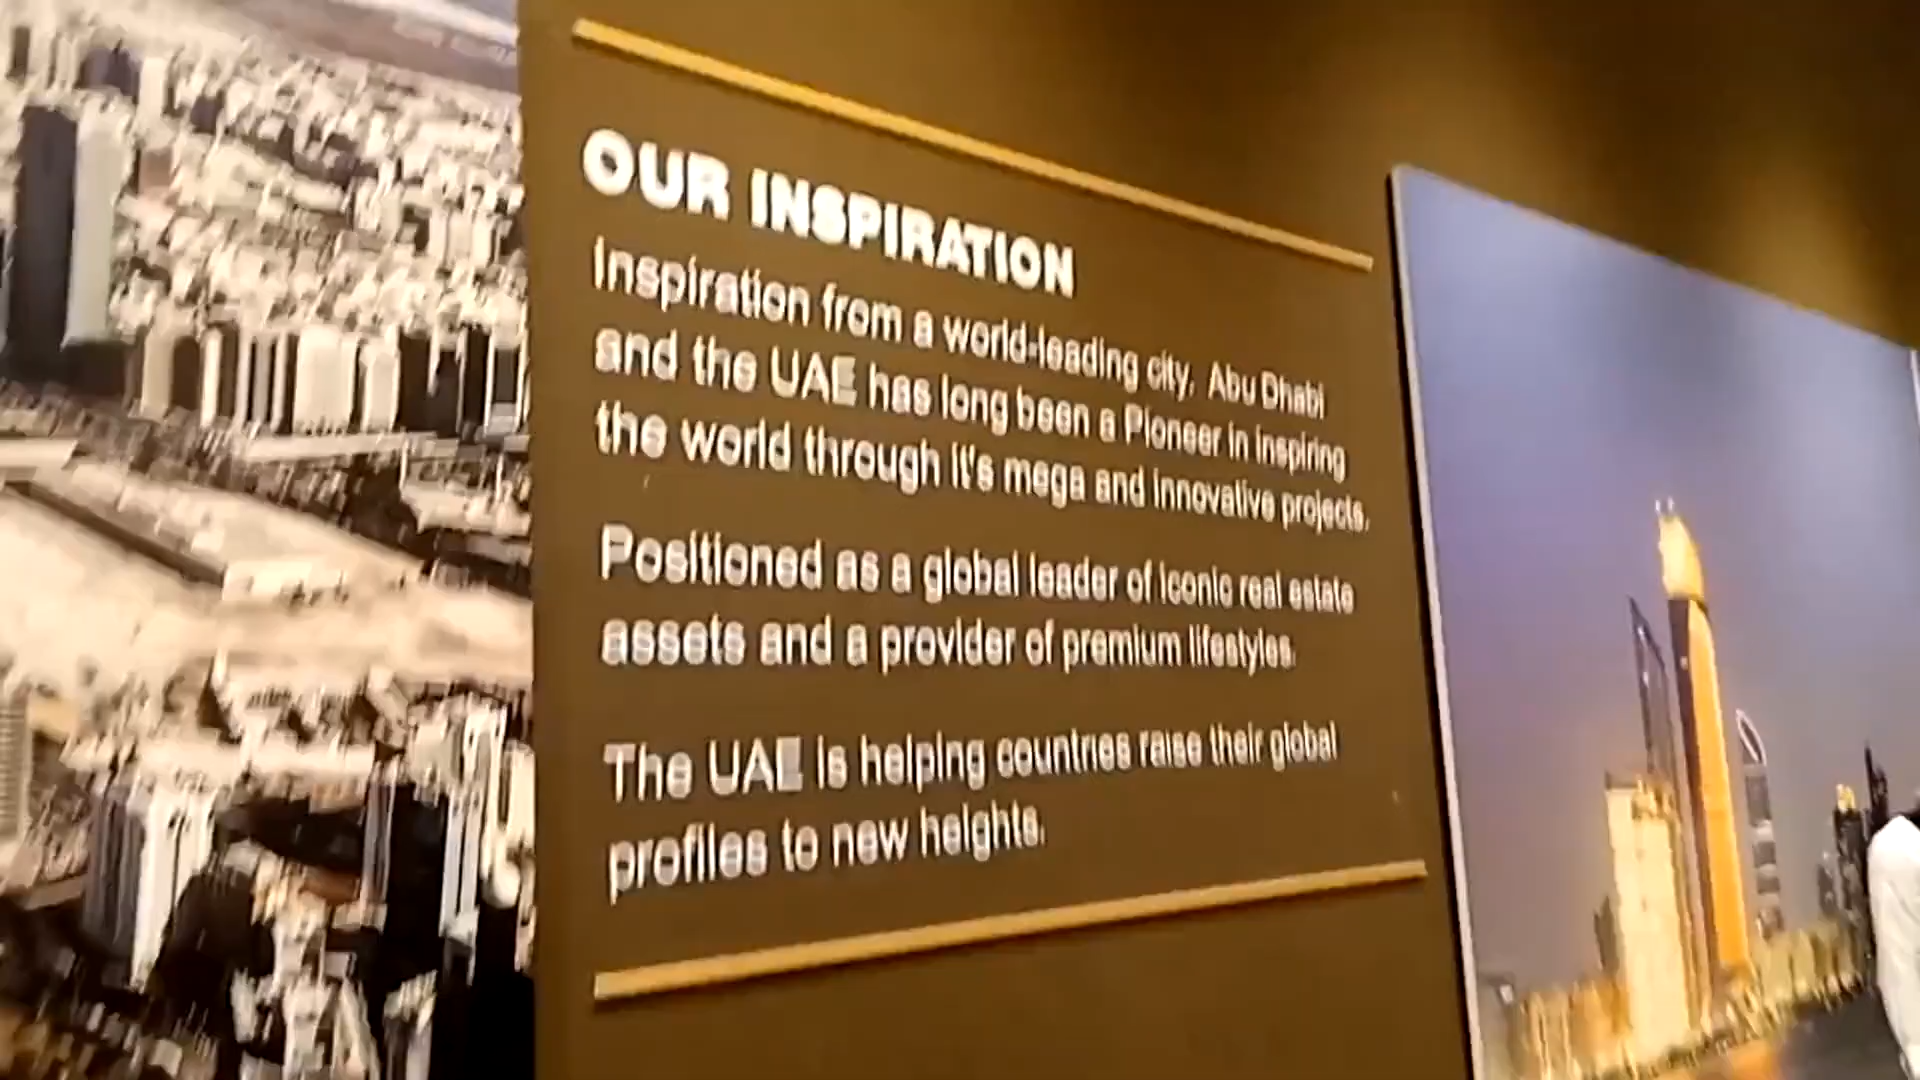 OUR INSPIRATION
Inspiration from a world-leading city. Abu Dhabi
and the UAE has long been a Pioneer in inspiring
the world through it's mega and innovative projects.
Positioned as a global leader of iconic real estate
assets and a provider of premium lifestyles.
The UAE is helping countries raise their global
profiles to new heights.